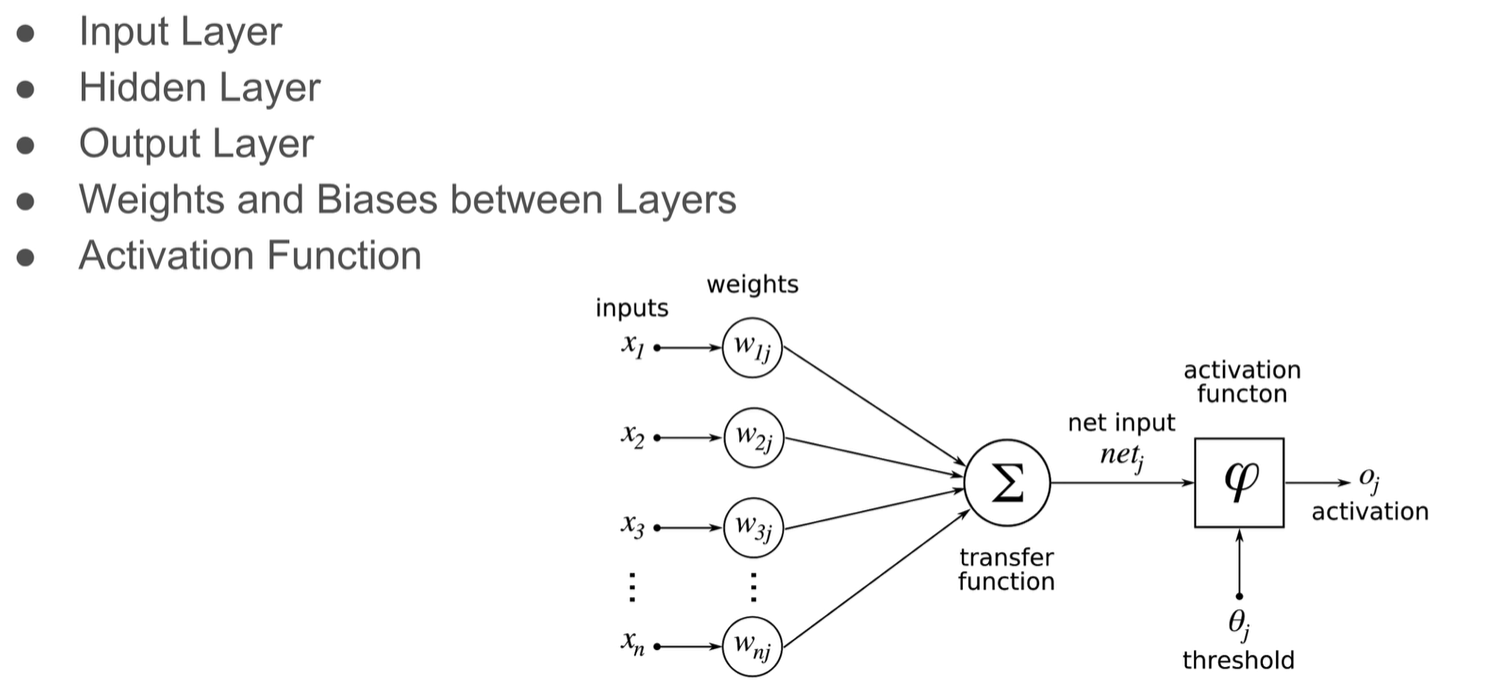 ● Input Layer
● Hidden Layer
● Output Layer
● Weights and Biases between Layers
● Activation Function
weights
inputs
x₁
w₁ⱼ
activation
functon
x₂
w₂ⱼ
net input
netⱼ
Σ
φ
oⱼ
activation
x₃
w₃ⱼ
transfer
function
⋮
⋮
θⱼ
threshold
xₙ
wₙⱼ